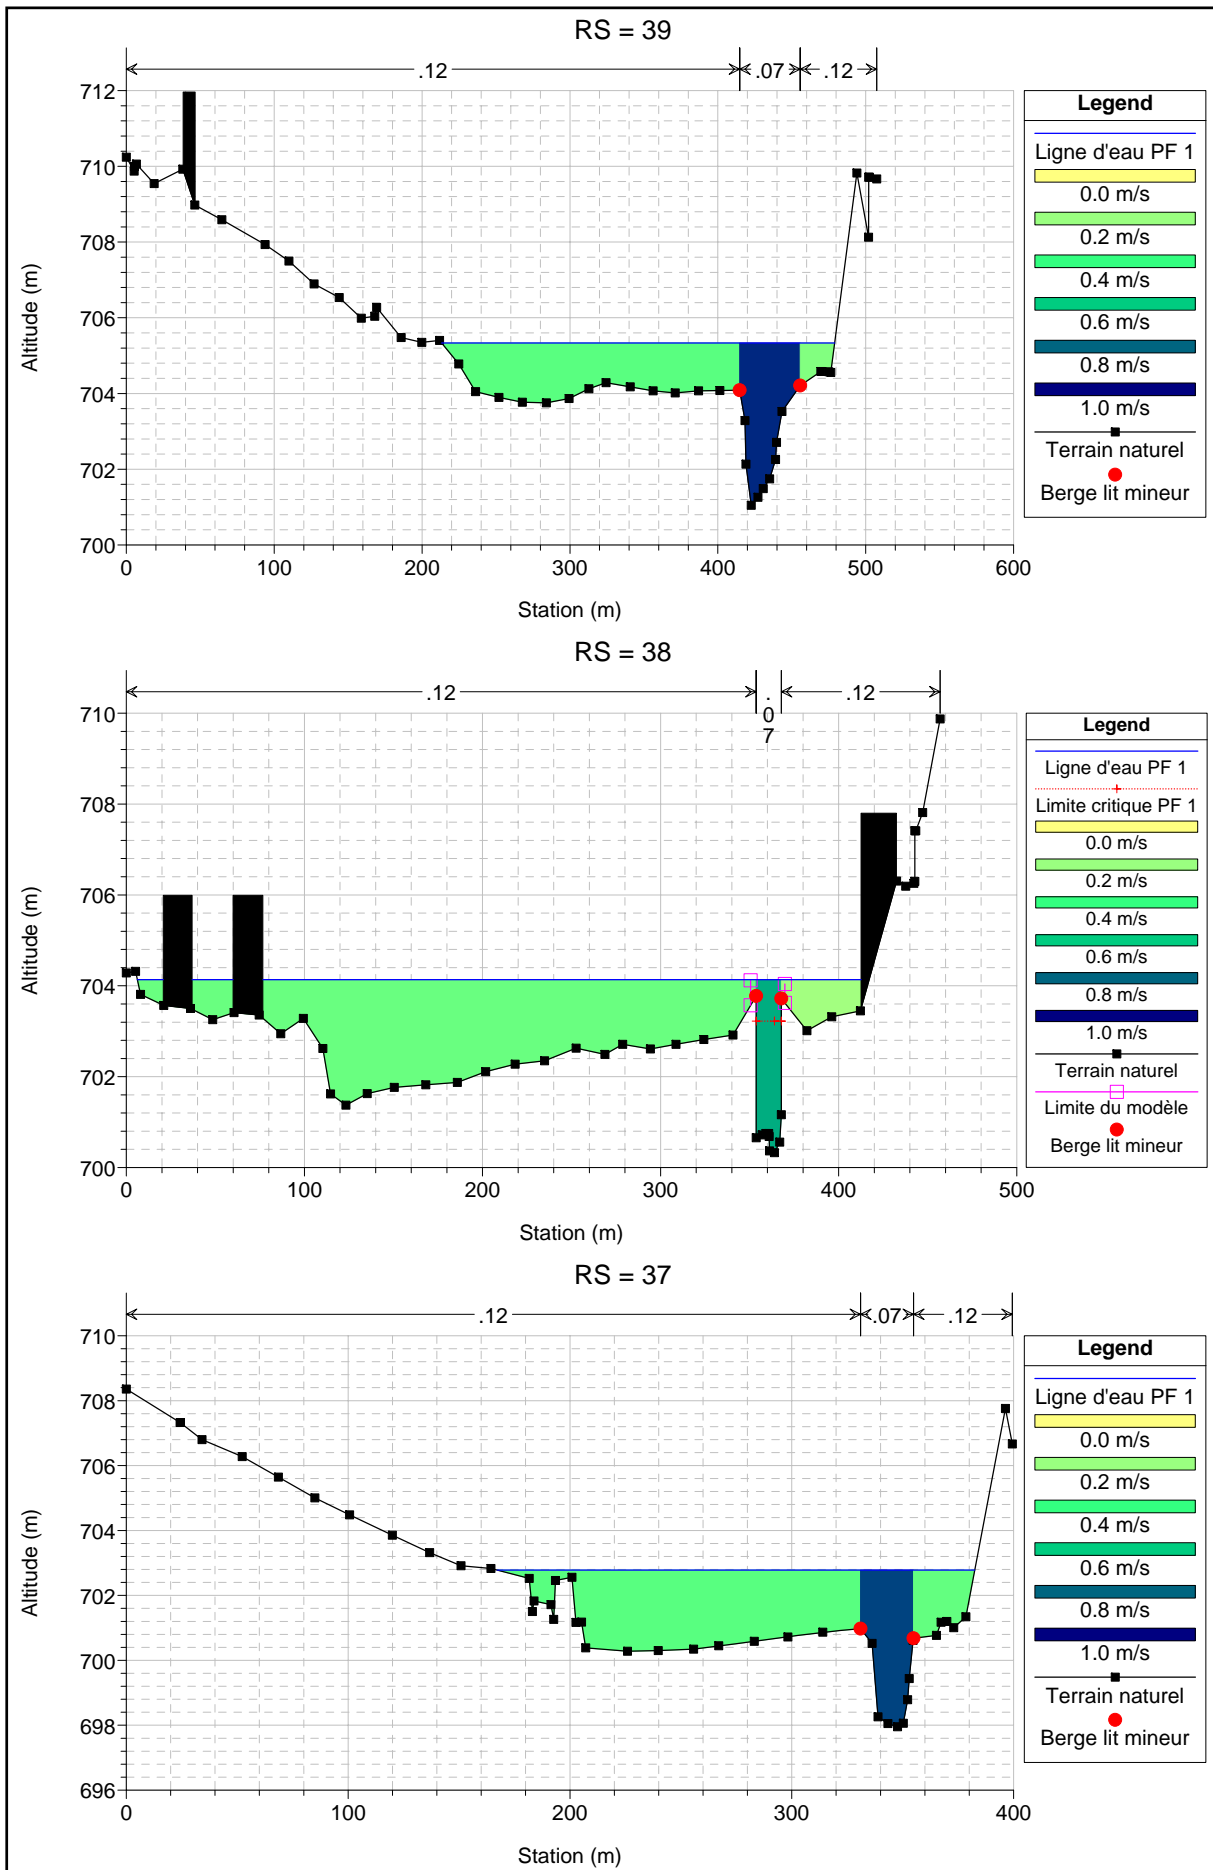 RS = 39
.12
.07
.12
712
710
708
706
704
702
700
0
100
200
300
400
500
600
Altitude (m)
Station (m)
Legend
Ligne d'eau PF 1
0.0 m/s
0.2 m/s
0.4 m/s
0.6 m/s
0.8 m/s
1.0 m/s
Terrain naturel
Berge lit mineur
RS = 38
.12
.
0
7
.12
710
708
706
704
702
700
0
100
200
300
400
500
Altitude (m)
Station (m)
Legend
Ligne d'eau PF 1
Limite critique PF 1
0.0 m/s
0.2 m/s
0.4 m/s
0.6 m/s
0.8 m/s
1.0 m/s
Terrain naturel
Limite du modèle
Berge lit mineur
RS = 37
.12
.07
.12
710
708
706
704
702
700
698
696
0
100
200
300
400
Altitude (m)
Station (m)
Legend
Ligne d'eau PF 1
0.0 m/s
0.2 m/s
0.4 m/s
0.6 m/s
0.8 m/s
1.0 m/s
Terrain naturel
Berge lit mineur